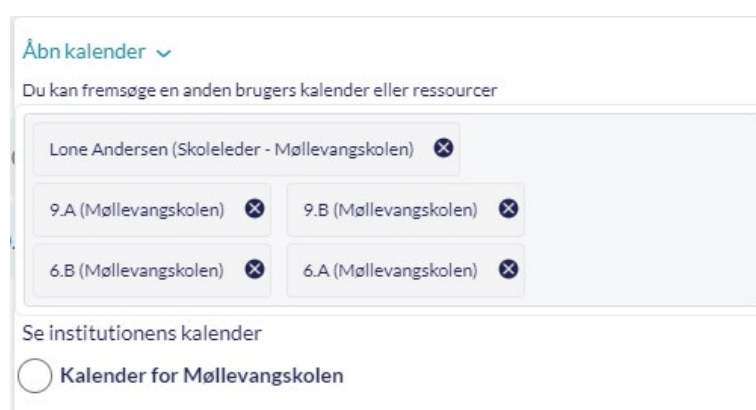 Åbn kalender
Du kan fremsøge en anden brugers kalender eller ressourcer
Lone Andersen (Skoleleder - Møllevangskolen)
9.A (Møllevangskolen) 9.B (Møllevangskolen)
6.B (Møllevangskolen) 6.A (Møllevangskolen)
Se institutionens kalender
Kalender for Møllevangskolen